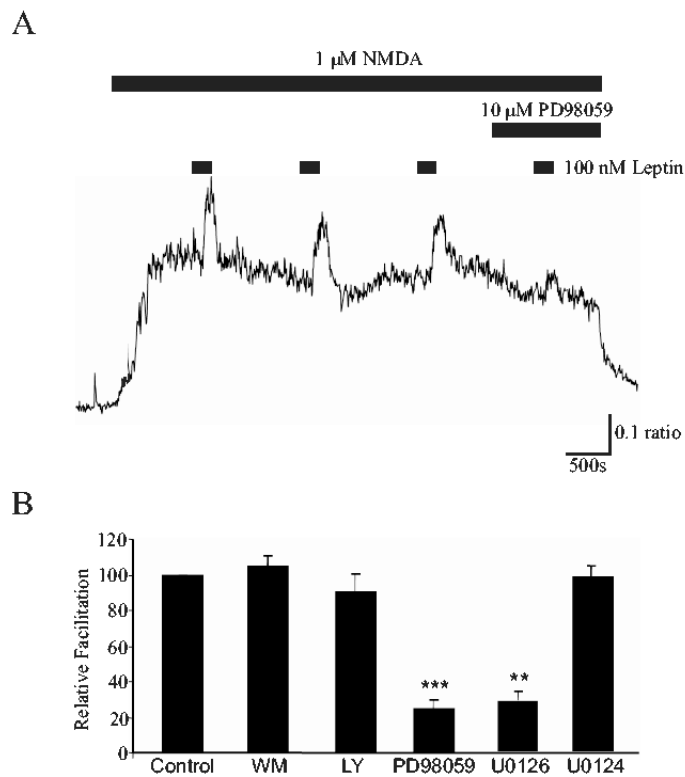 A
1 μM NMDA
10 μM PD98059
100 nM Leptin
0.1 ratio
500s
B
120
100
80
60
40
20
0
Relative Facilitation
*** **
Control WM LY PD98059 U0126 U0124